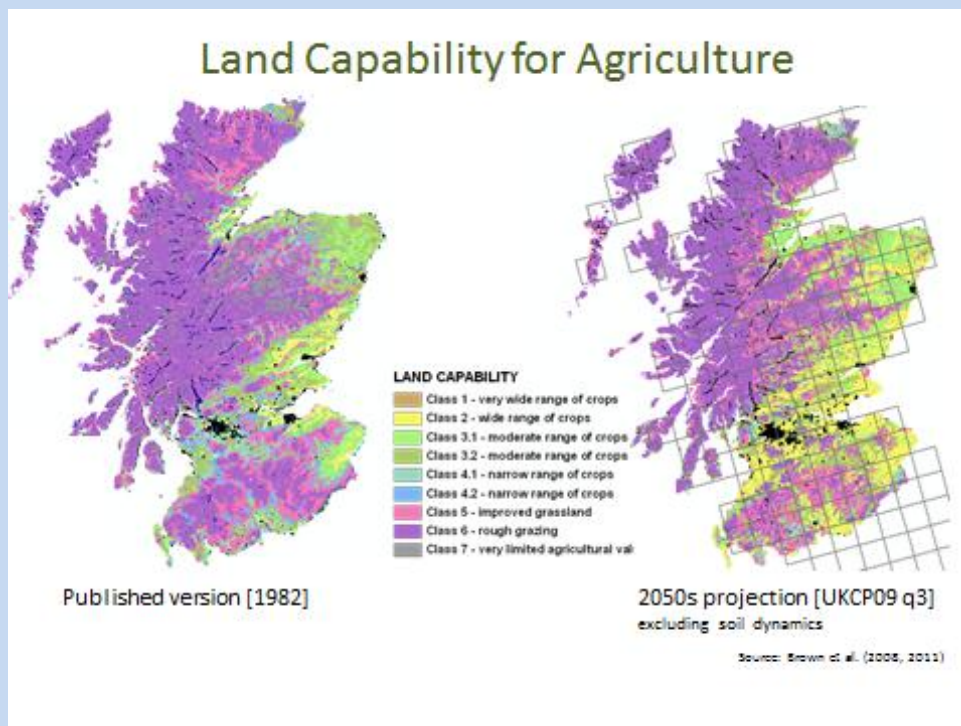 Land Capability for Agriculture
LAND CAPABILITY
Class 1 - very wide range of crops
Class 2 - wide range of crops
Class 3.1 - moderate range of crops
Class 3.2 - moderate range of crops
Class 4.1 - narrow range of crops
Class 4.2 - narrow range of crops
Class 5 - improved grassland
Class 6 - rough grazing
Class 7 - very limited agricultural val
Published version [1982]
2050s projection [UKCP09 q3]
excluding soil dynamics
Source: Brown et al. (2008, 2011)